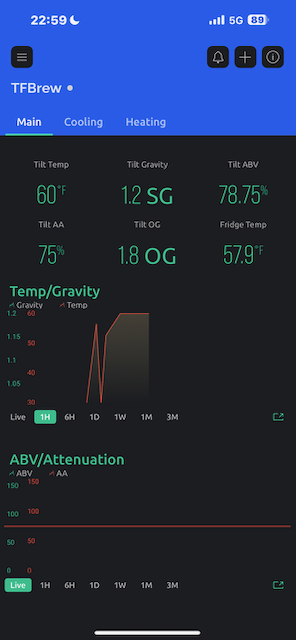 22:59 5G 89
TFBrew
Main Cooling Heating
Tilt Temp Tilt Gravity Tilt ABV
60°F 1.2 SG 78.75%
Tilt AA Tilt OG Fridge Temp
75% 1.8 OG 57.9°F
Temp/Gravity
Gravity Temp
1.2 60
1.15 50
1.1 40
1.05 30
Live 1H 6H 1D 1W 1M 3M
ABV/Attenuation
ABV AA
150 150
100 100
50 50
0 0
Live 1H 6H 1D 1W 1M 3M